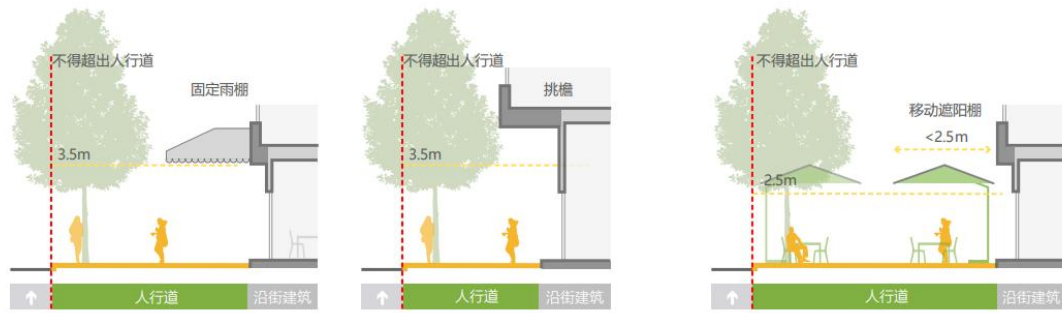 不得超出人行道
固定雨棚
3.5m
人行道
沿街建筑
不得超出人行道
挑檐
3.5m
人行道
沿街建筑
不得超出人行道
移动遮阳棚
<2.5m
2.5m
人行道
沿街建筑